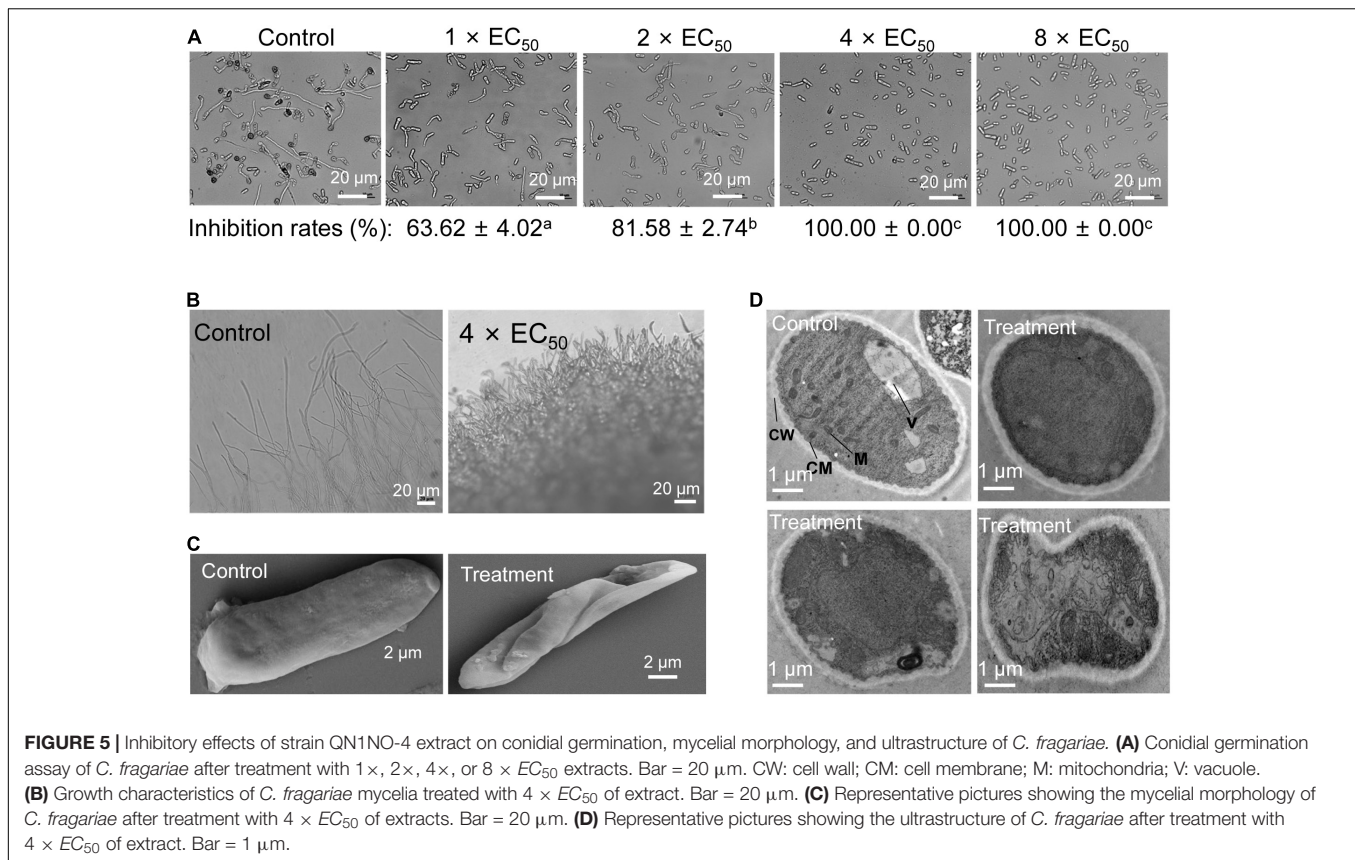 A Control 1 × EC50 2 × EC50 4 × EC50 8 × EC50
20 µm 20 µm 20 µm 20 µm 20 µm
Inhibition rates (%): 63.62 ± 4.02a 81.58 ± 2.74b 100.00 ± 0.00c 100.00 ± 0.00c
B
Control 4 × EC50
20 µm 20 µm
C
Control Treatment
2 µm 2 µm
D
Control Treatment
CW V
CM M
1 µm 1 µm
Treatment Treatment
1 µm 1 µm
FIGURE 5 | Inhibitory effects of strain QN1NO-4 extract on conidial germination, mycelial morphology, and ultrastructure of C. fragariae. (A) Conidial germination
assay of C. fragariae after treatment with 1×, 2×, 4×, or 8 × EC50 extracts. Bar = 20 µm. CW: cell wall; CM: cell membrane; M: mitochondria; V: vacuole.
(B) Growth characteristics of C. fragariae mycelia treated with 4 × EC50 of extract. Bar = 20 µm. (C) Representative pictures showing the mycelial morphology of
C. fragariae after treatment with 4 × EC50 of extracts. Bar = 20 µm. (D) Representative pictures showing the ultrastructure of C. fragariae after treatment with
4 × EC50 of extract. Bar = 1 µm.